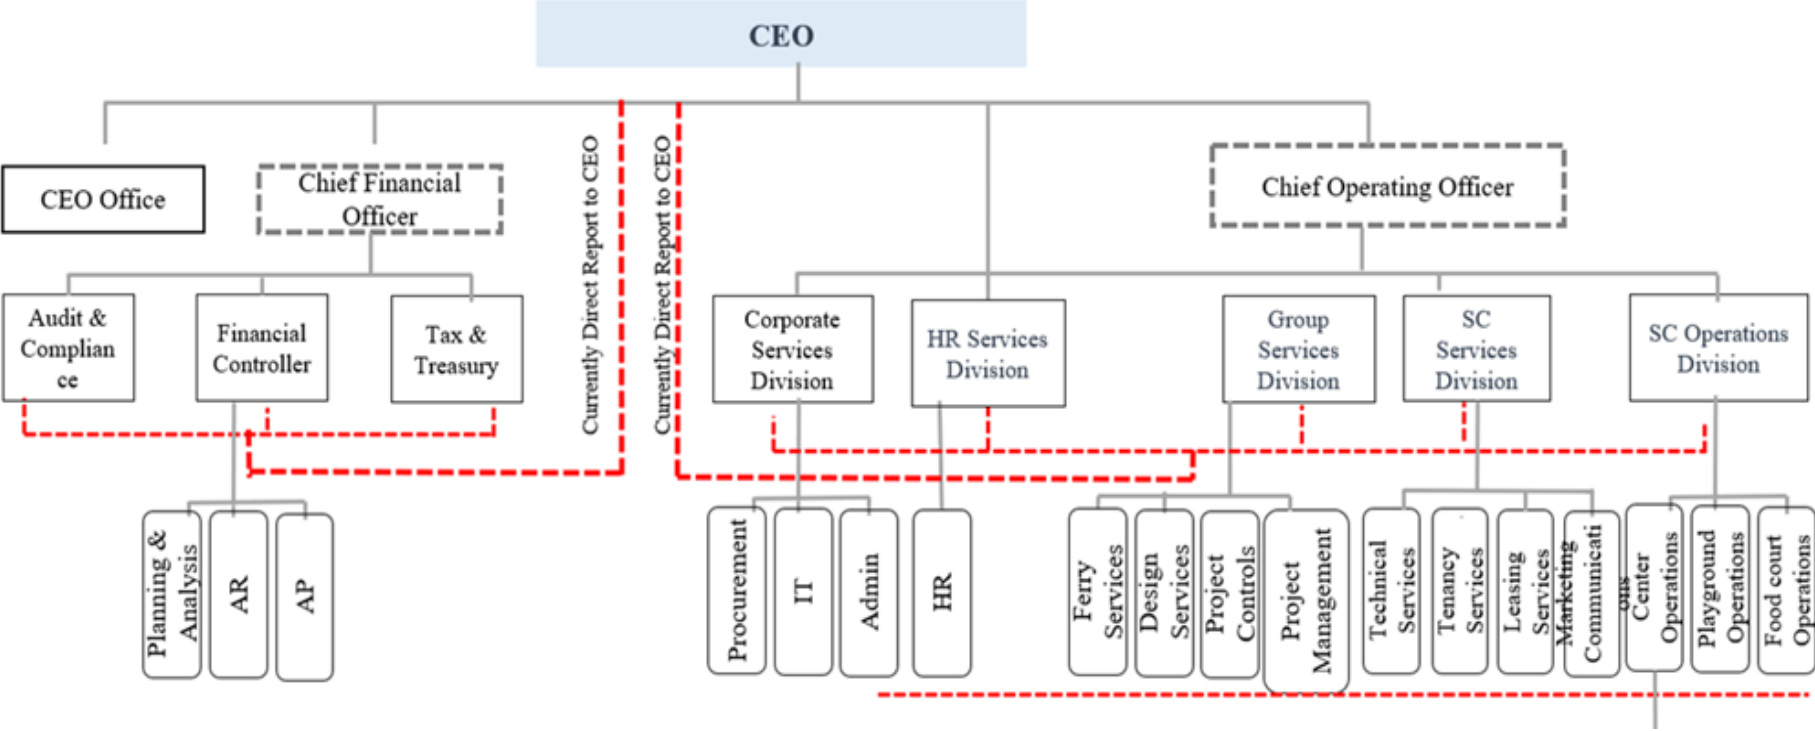 CEO
CEO Office
Chief Financial
Officer
Currently Direct Report to CEO
Currently Direct Report to CEO
Chief Operating Officer
Audit &
Complian
ce
Financial
Controller
Tax &
Treasury
Corporate
Services
Division
HR Services
Division
Group
Services
Division
SC
Services
Division
SC Operations
Division
Planning &
Analysis
AR
AP
Procurement
IT
Admin
HR
Ferry
Services
Design
Services
Project
Controls
Project
Management
Technical
Services
Tenancy
Services
Leasing
Services
Marketing
Communicati
ons
Center
Operations
Playground
Operations
Food court
Operations